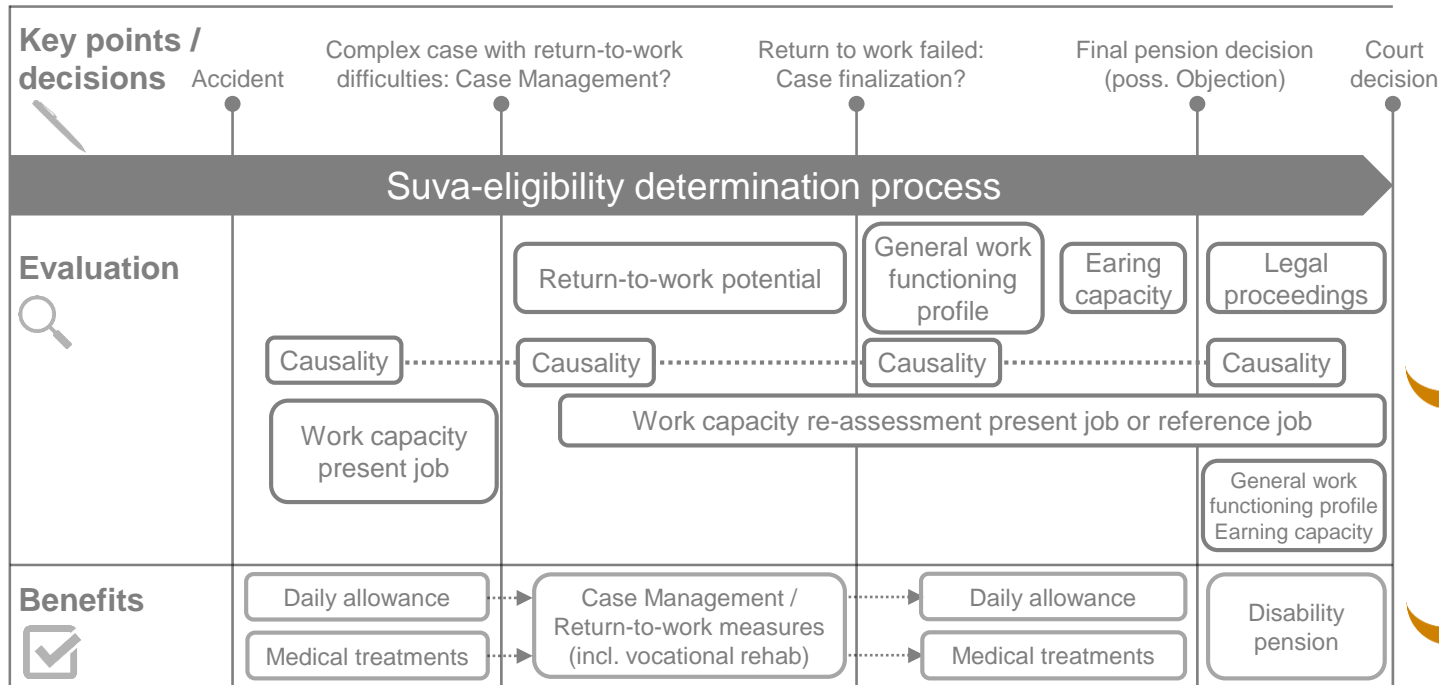 Key points /
decisions
Accident
Complex case with return-to-work
difficulties: Case Management?
Return to work failed:
Case finalization?
Final pension decision
(poss. Objection)
Court
decision
Suva-eligibility determination process
Evaluation
Return-to-work potential
General work
functioning
profile
Earing
capacity
Legal
proceedings
Causality
Causality
Causality
Causality
Work capacity
present job
Work capacity re-assessment present job or reference job
General work
functioning profile
Earning capacity
Benefits
Daily allowance
Medical treatments
Case Management /
Return-to-work measures
(incl. vocational rehab)
Daily allowance
Medical treatments
Disability
pension